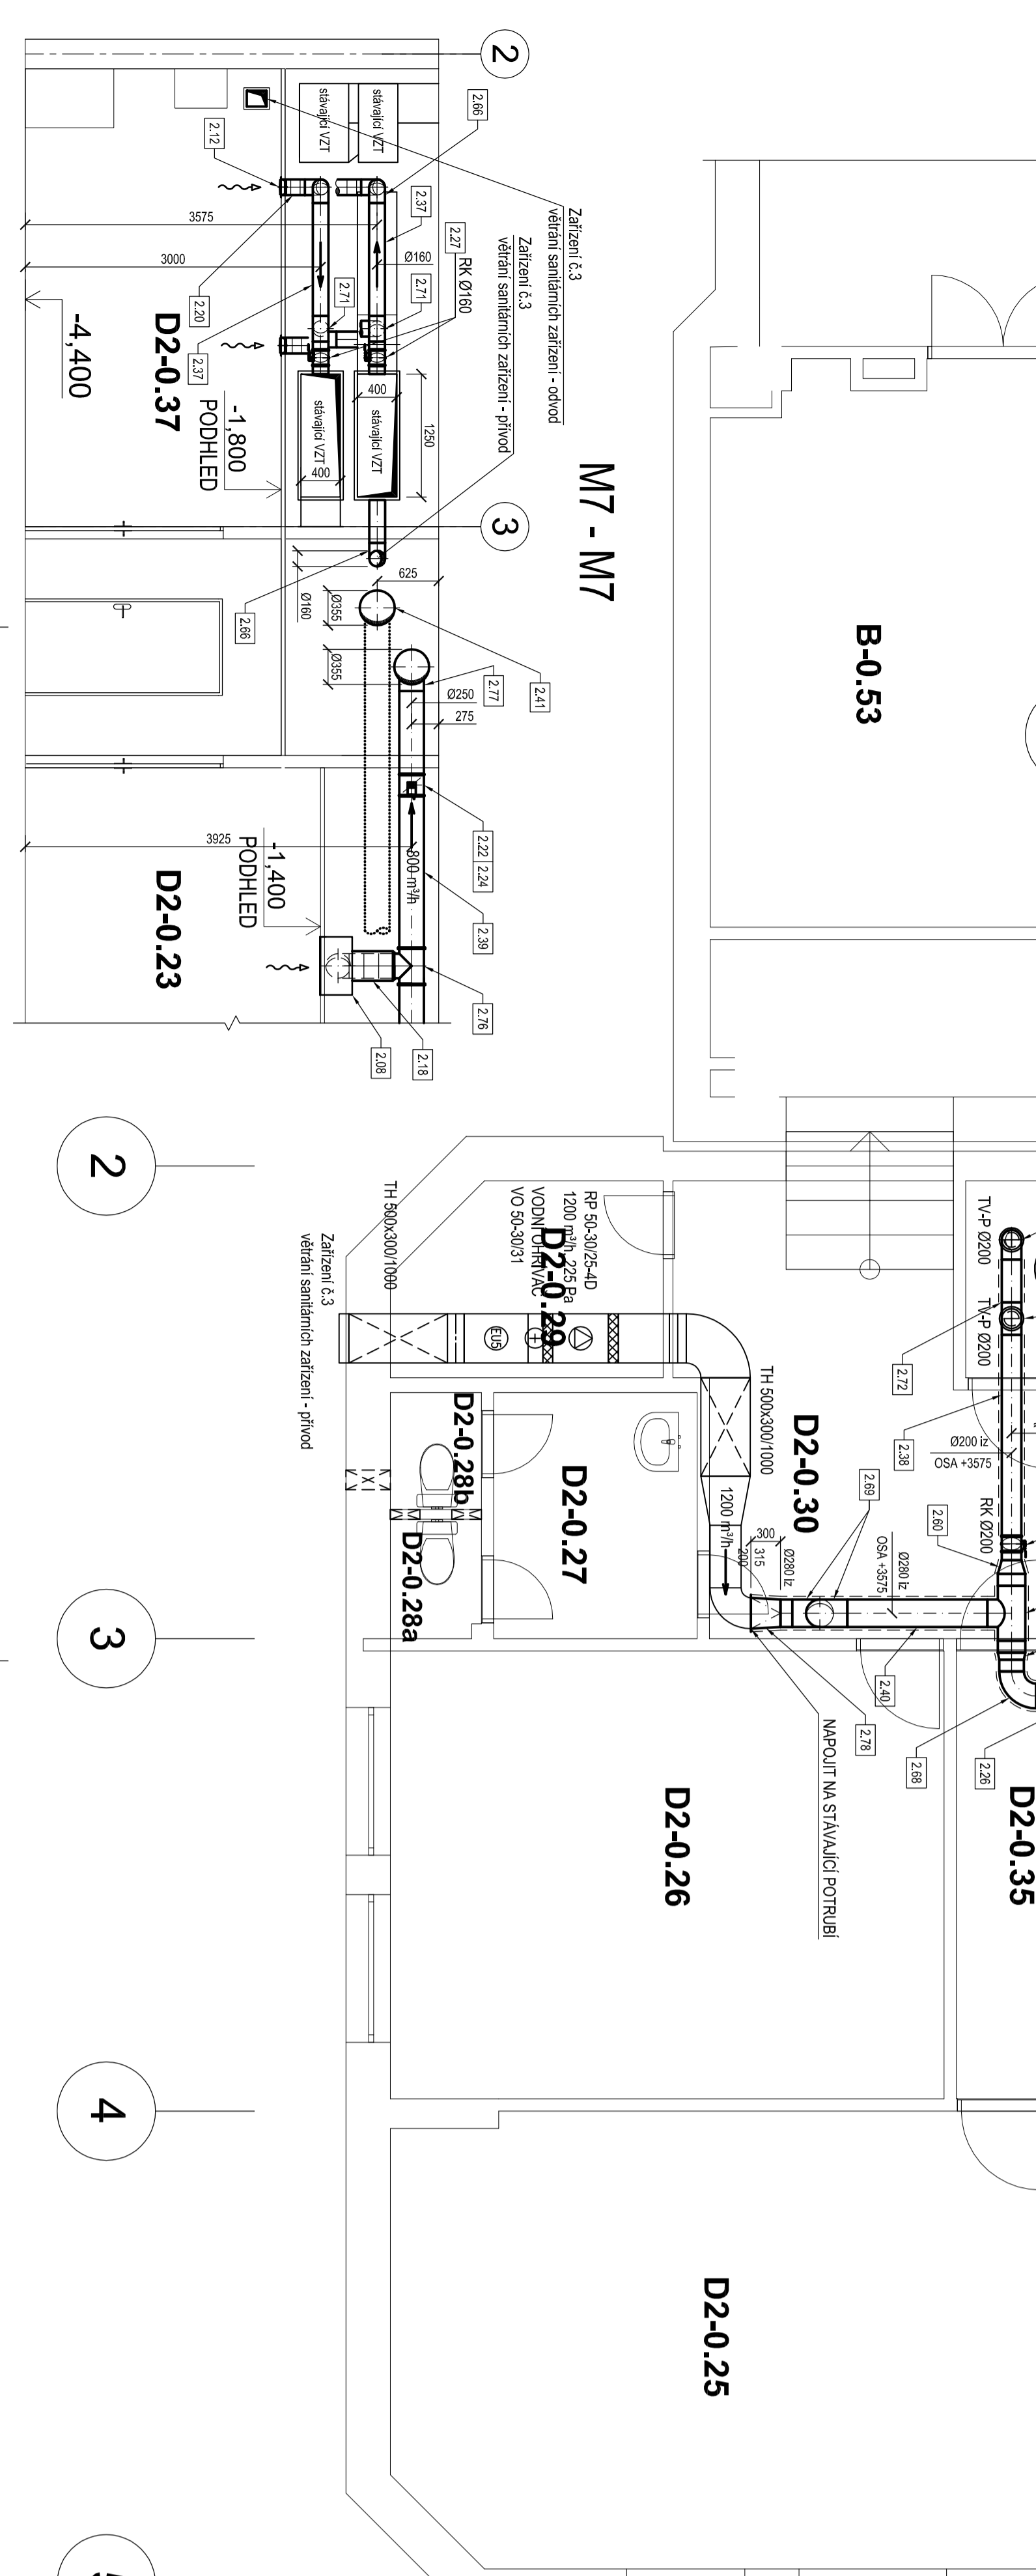 M7 - M7
2
3
Zařízení č.3
větrání sanitárních zařízení - odvod
Zařízení č.3
větrání sanitárních zařízení - přívod
stávající VZT
stávající VZT
2.66
2.12
2.37
2.27
RK Ø160
3575
3000
Ø160
2.71
2.71
2.20
2.37
-4,400
D2-0.37
-1,800
PODHLED
stávající VZT
stávající VZT
400
400
1250
625
Ø160
Ø355
Ø355
2.66
2.41
2.77
Ø250
275
2.22
2.24
3925
800 m³/h
2.39
-1,400
PODHLED
D2-0.23
2.76
2.18
2.08
B-0.53
2
3
4
5
Zařízení č.3
větrání sanitárních zařízení - přívod
TH 500x300/1000
RP 50-30/25-4D
1200 m³/h, 225 Pa
VODNÍ OHŘÍVAČ
VO 50-30/31
D2-0.29
EU5
TH 500x300/1000
1200 m³/h
D2-0.30
D2-0.28b
D2-0.28a
D2-0.27
300
315
200
Ø280 iz
2.69
Ø280 iz
OSA +3575
TV-P Ø200
TV-P Ø200
2.72
2.38
Ø200 iz
OSA +3575
2.60
RK Ø200
2.40
2.78
2.68
2.26
NAPOJIT NA STÁVAJÍCÍ POTRUBÍ
D2-0.26
D2-0.35
D2-0.25